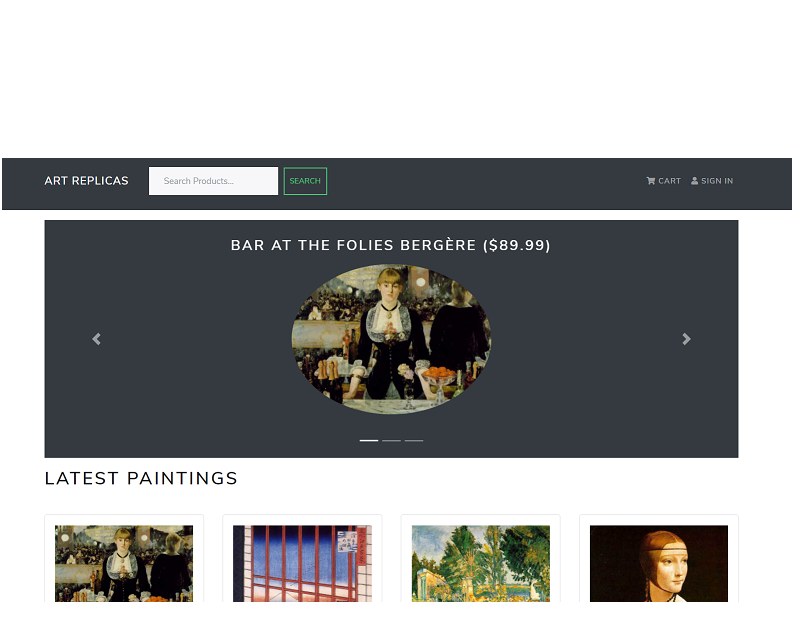 ART REPLICAS
Search Products...
SEARCH
CART
SIGN IN
BAR AT THE FOLIES BERGÈRE ($89.99)
LATEST PAINTINGS